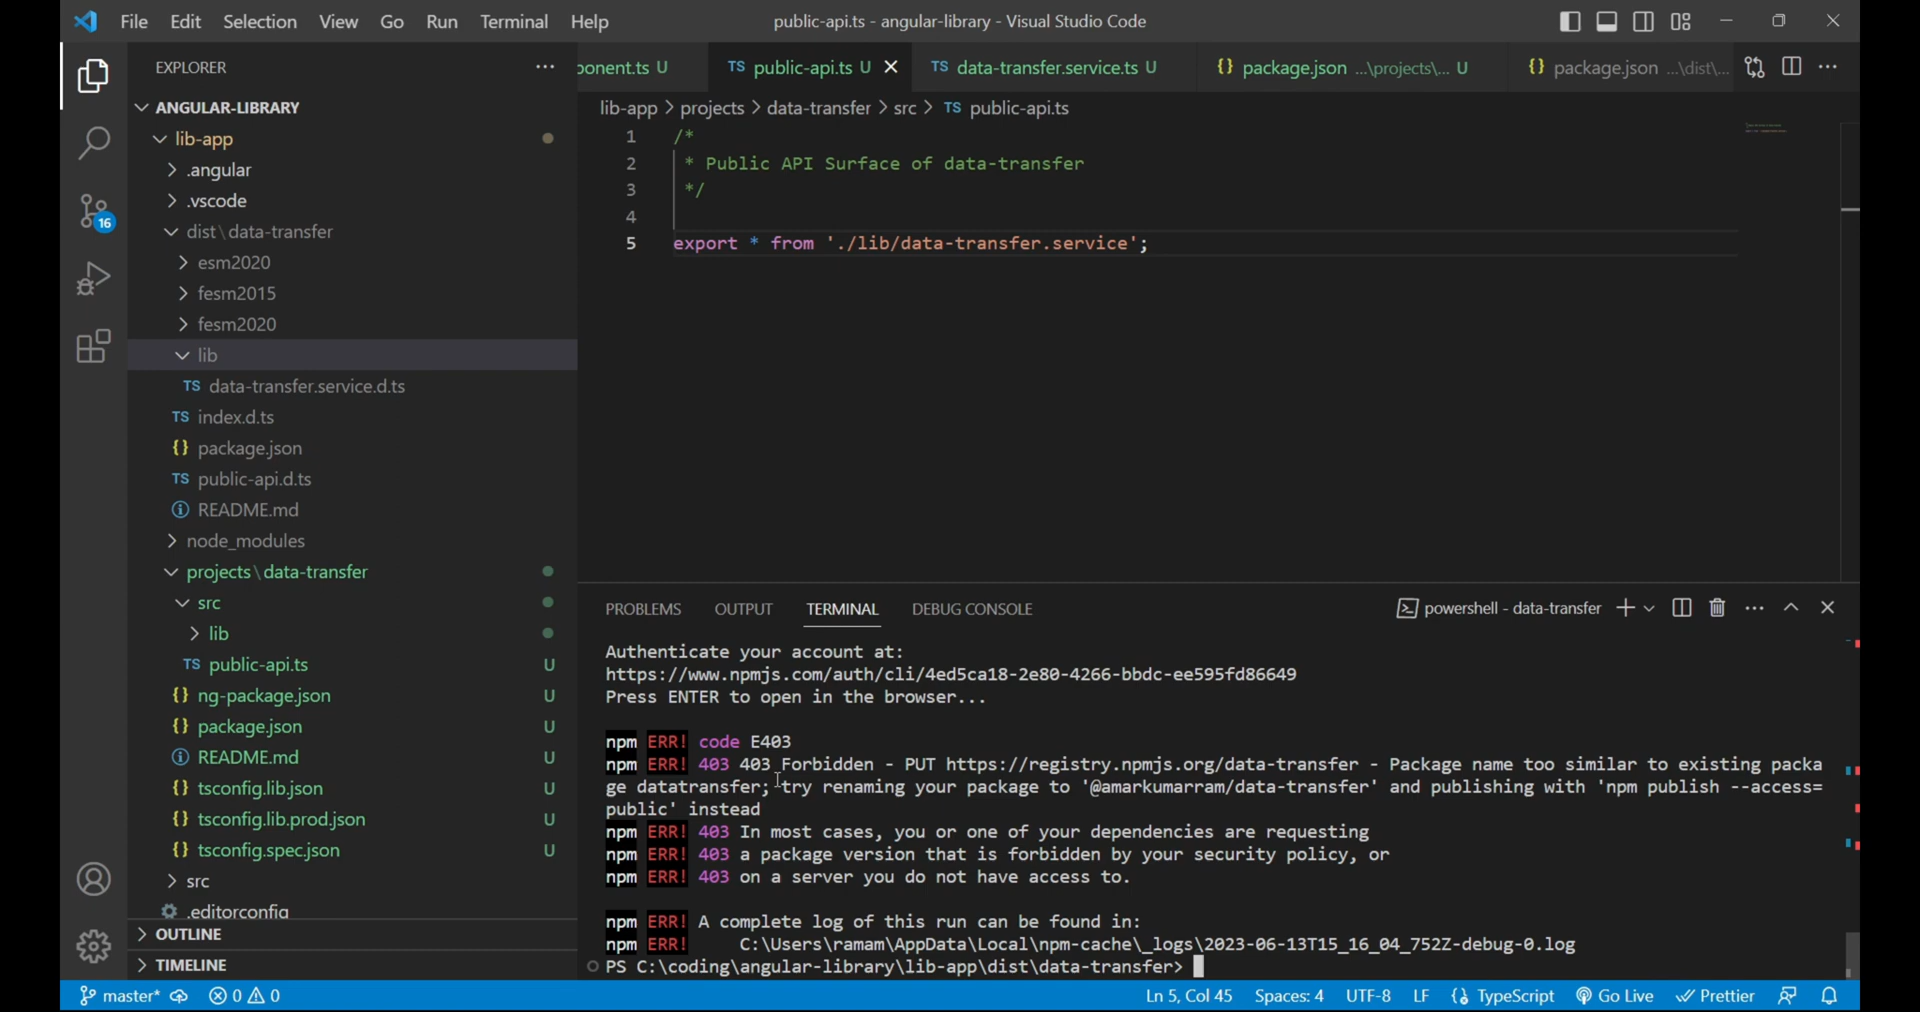 File Edit Selection View Go Run Terminal Help public-api.ts - angular-library - Visual Studio Code
EXPLORER
ponent.ts U TS public-api.ts U TS data-transfer.service.ts U {} package.json ...\projects\... U {} package.json ...\dist\...
ANGULAR-LIBRARY
lib-app > projects > data-transfer > src > TS public-api.ts
lib-app
.angular
.vscode
dist\data-transfer
esm2020
fesm2015
fesm2020
lib
TS data-transfer.service.d.ts
TS index.d.ts
{} package.json
TS public-api.d.ts
README.md
node_modules
projects\data-transfer
src
lib
TS public-api.ts U
{} ng-package.json U
{} package.json U
README.md U
{} tsconfig.lib.json U
{} tsconfig.lib.prod.json U
{} tsconfig.spec.json U
src
.editorconfig
OUTLINE
TIMELINE
16
1 /*
2 * Public API Surface of data-transfer
3 */
4
5 export * from './lib/data-transfer.service';
PROBLEMS OUTPUT TERMINAL DEBUG CONSOLE powershell - data-transfer
Authenticate your account at:
https://www.npmjs.com/auth/cli/4ed5ca18-2e80-4266-bbdc-ee595fd86649
Press ENTER to open in the browser...
npm ERR! code E403
npm ERR! 403 403 Forbidden - PUT https://registry.npmjs.org/data-transfer - Package name too similar to existing packa
ge datatransfer; try renaming your package to '@amarkumarram/data-transfer' and publishing with 'npm publish --access=
public' instead
npm ERR! 403 In most cases, you or one of your dependencies are requesting
npm ERR! 403 a package version that is forbidden by your security policy, or
npm ERR! 403 on a server you do not have access to.
npm ERR! A complete log of this run can be found in:
npm ERR! C:\Users\ramam\AppData\Local\npm-cache\_logs\2023-06-13T15_16_04_752Z-debug-0.log
PS C:\coding\angular-library\lib-app\dist\data-transfer>
master* 0 0 Ln 5, Col 45 Spaces: 4 UTF-8 LF {} TypeScript Go Live Prettier